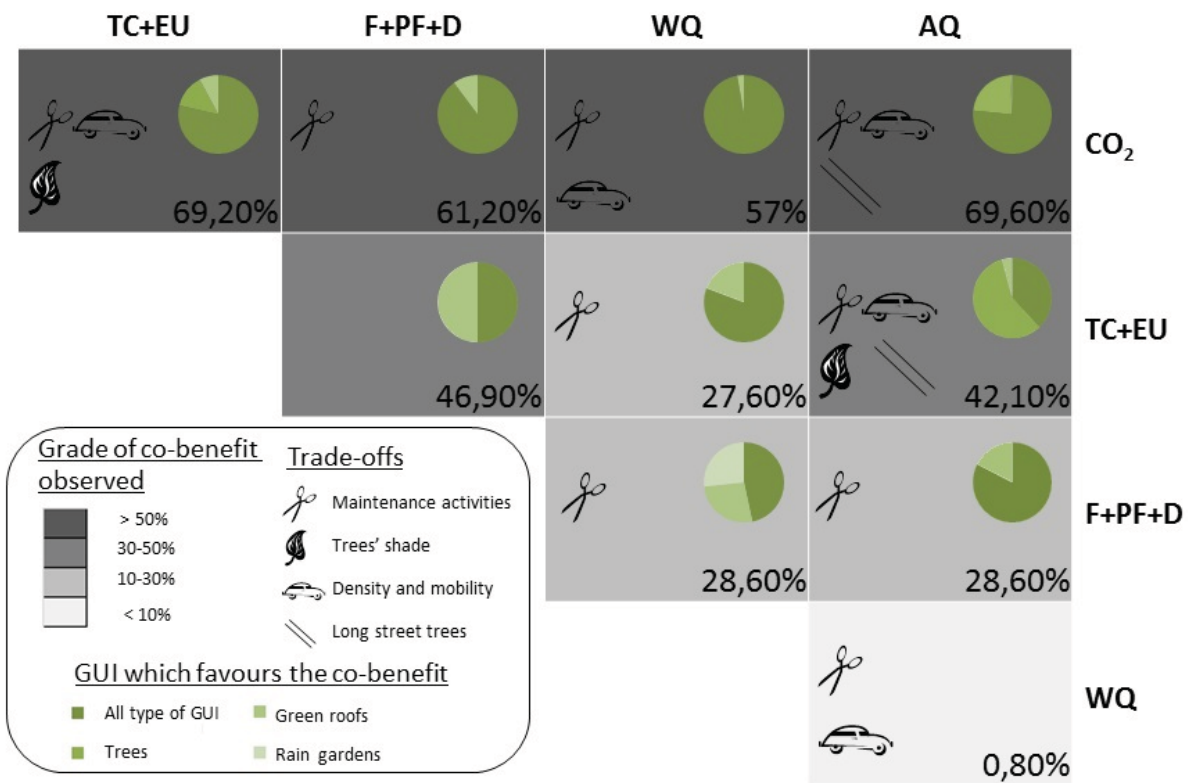 TC+EU F+PF+D WQ AQ
69,20% 61,20% 57% 69,60% CO₂
46,90% 27,60% 42,10% TC+EU
28,60% 28,60% F+PF+D
0,80% WQ
Grade of co-benefit
observed
> 50%
30-50%
10-30%
< 10%
Trade-offs
Maintenance activities
Trees' shade
Density and mobility
Long street trees
GUI which favours the co-benefit
All type of GUI
Green roofs
Trees
Rain gardens